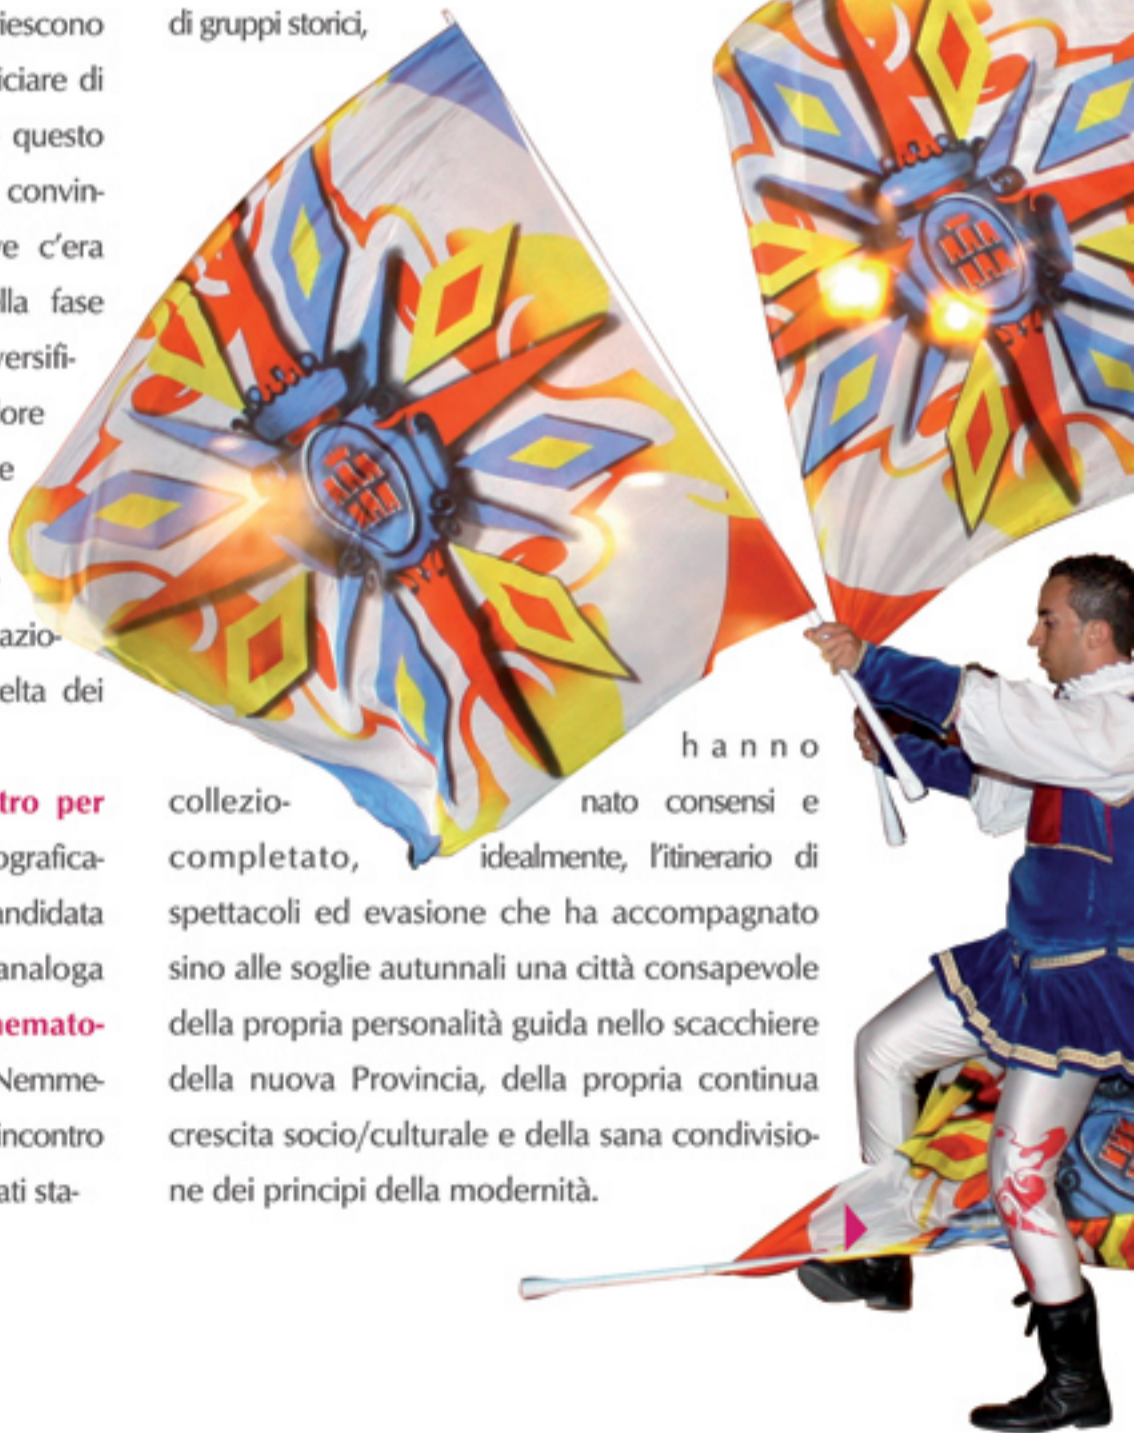 iescono
iciare di
questo
convin-
c'era
lla fase
versifi-
lore
e
azio-
elta dei
tro per
ografica-
andidata
analoga
nemato-
Nemme-
incontro
ati sta-
di gruppi storici,
hanno
collezio- nato consensi e
completato, idealmente, l'itinerario di
spettacoli ed evasione che ha accompagnato
sino alle soglie autunnali una città consapevole
della propria personalità guida nello scacchiere
della nuova Provincia, della propria continua
crescita socio/culturale e della sana condivisio-
ne dei principi della modernità.